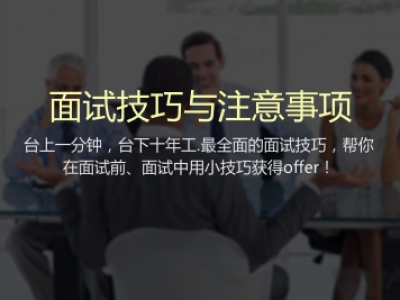 面试技巧与注意事项
台上一分钟，台下十年工.最全面的面试技巧，帮你
在面试前、面试中用小技巧获得offer！